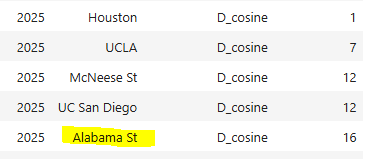 2025 Houston D_cosine 1
2025 UCLA D_cosine 7
2025 McNeese St D_cosine 12
2025 UC San Diego D_cosine 12
2025 Alabama St D_cosine 16